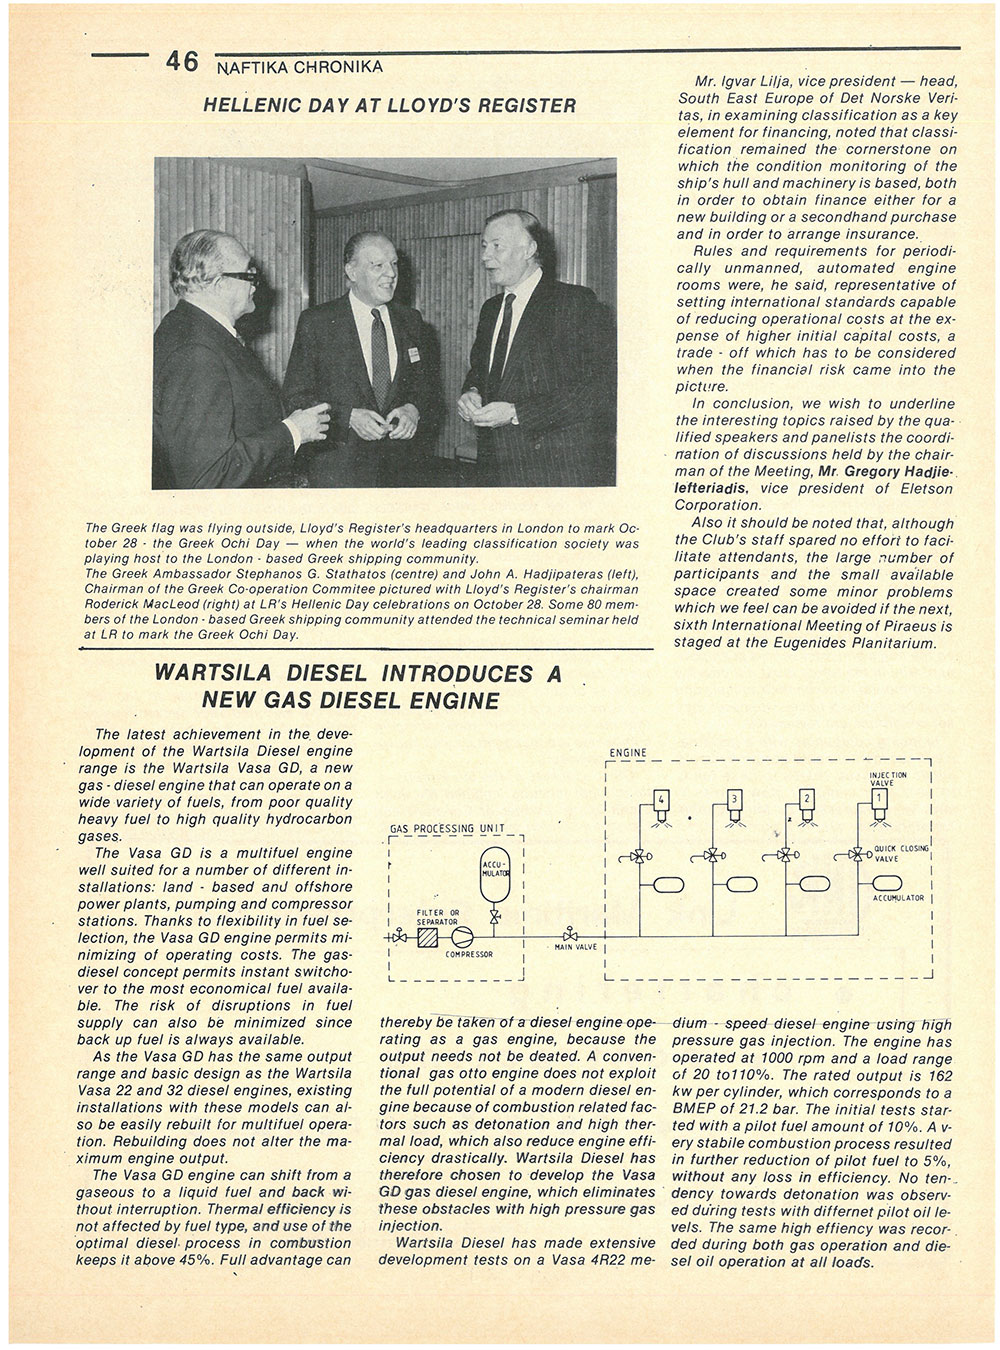 46 NAFTIKA CHRONIKA
HELLENIC DAY AT LLOYD'S REGISTER
The Greek flag was flying outside, Lloyd's Register's headquarters in London to mark Oc-
tober 28 - the Greek Ochi Day — when the world's leading classification society was
playing host to the London - based Greek shipping community.
The Greek Ambassador Stephanos G. Stathatos (centre) and John A. Hadjipateras (left),
Chairman of the Greek Co-operation Commitee pictured with Lloyd's Register's chairman
Roderick MacLeod (right) at LR's Hellenic Day celebrations on October 28. Some 80 mem-
bers of the London - based Greek shipping community attended the technical seminar held
at LR to mark the Greek Ochi Day.
Mr. Igvar Lilja, vice president — head,
South East Europe of Det Norske Veri-
tas, in examining classification as a key
element for financing, noted that classi-
fication remained the cornerstone on
which the condition monitoring of the
ship's hull and machinery is based, both
in order to obtain finance either for a
new building or a secondhand purchase
and in order to arrange insurance.
Rules and requirements for periodi-
cally unmanned, automated engine
rooms were, he said, representative of
setting international standards capable
of reducing operational costs at the ex-
pense of higher initial capital costs, a
trade - off which has to be considered
when the financial risk came into the
picture.
In conclusion, we wish to underline
the interesting topics raised by the qua-
lified speakers and panelists the coordi-
nation of discussions held by the chair-
man of the Meeting, Mr. Gregory Hadjie-
lefteriadis, vice president of Eletson
Corporation.
Also it should be noted that, although
the Club's staff spared no effort to faci-
litate attendants, the large number of
participants and the small available
space created some minor problems
which we feel can be avoided if the next,
sixth International Meeting of Piraeus is
staged at the Eugenides Planitarium.
WARTSILA DIESEL INTRODUCES A
NEW GAS DIESEL ENGINE
The latest achievement in the deve-
lopment of the Wartsila Diesel engine
range is the Wartsila Vasa GD, a new
gas - diesel engine that can operate on a
wide variety of fuels, from poor quality
heavy fuel to high quality hydrocarbon
gases.
The Vasa GD is a multifuel engine
well suited for a number of different in-
stallations: land - based and offshore
power plants, pumping and compressor
stations. Thanks to flexibility in fuel se-
lection, the Vasa GD engine permits mi-
nimizing of operating costs. The gas-
diesel concept permits instant switcho-
ver to the most economical fuel availa-
ble. The risk of disruptions in fuel
supply can also be minimized since
back up fuel is always available.
As the Vasa GD has the same output
range and basic design as the Wartsila
Vasa 22 and 32 diesel engines, existing
installations with these models can al-
so be easily rebuilt for multifuel opera-
tion. Rebuilding does not alter the ma-
ximum engine output.
The Vasa GD engine can shift from a
gaseous to a liquid fuel and back wi-
thout interruption. Thermal efficiency is
not affected by fuel type, and use of the
optimal diesel process in combustion
keeps it above 45%. Full advantage can
ENGINE
INJECTION
VALVE
4 3 2 1
GAS PROCESSING UNIT
ACCU-
MULATOR
QUICK CLOSING
VALVE
ACCUMULATOR
FILTER OR
SEPARATOR
COMPRESSOR
MAIN VALVE
thereby be taken of a diesel engine ope-
rating as a gas engine, because the
output needs not be deated. A conven-
tional gas otto engine does not exploit
the full potential of a modern diesel en-
gine because of combustion related fac-
tors such as detonation and high ther-
mal load, which also reduce engine effi-
ciency drastically. Wartsila Diesel has
therefore chosen to develop the Vasa
GD gas diesel engine, which eliminates
these obstacles with high pressure gas
injection.
Wartsila Diesel has made extensive
development tests on a Vasa 4R22 me-
dium - speed diesel engine using high
pressure gas injection. The engine has
operated at 1000 rpm and a load range
of 20 to110%. The rated output is 162
kw per cylinder, which corresponds to a
BMEP of 21.2 bar. The initial tests star-
ted with a pilot fuel amount of 10%. A v-
ery stabile combustion process resulted
in further reduction of pilot fuel to 5%,
without any loss in efficiency. No ten-
dency towards detonation was observ-
ed during tests with differnet pilot oil le-
vels. The same high effiency was recor-
ded during both gas operation and die-
sel oil operation at all loads.